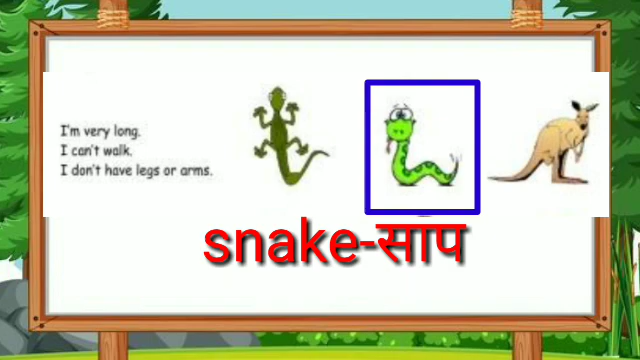 I'm very long.
I can't walk.
I don't have legs or arms.
snake-साप